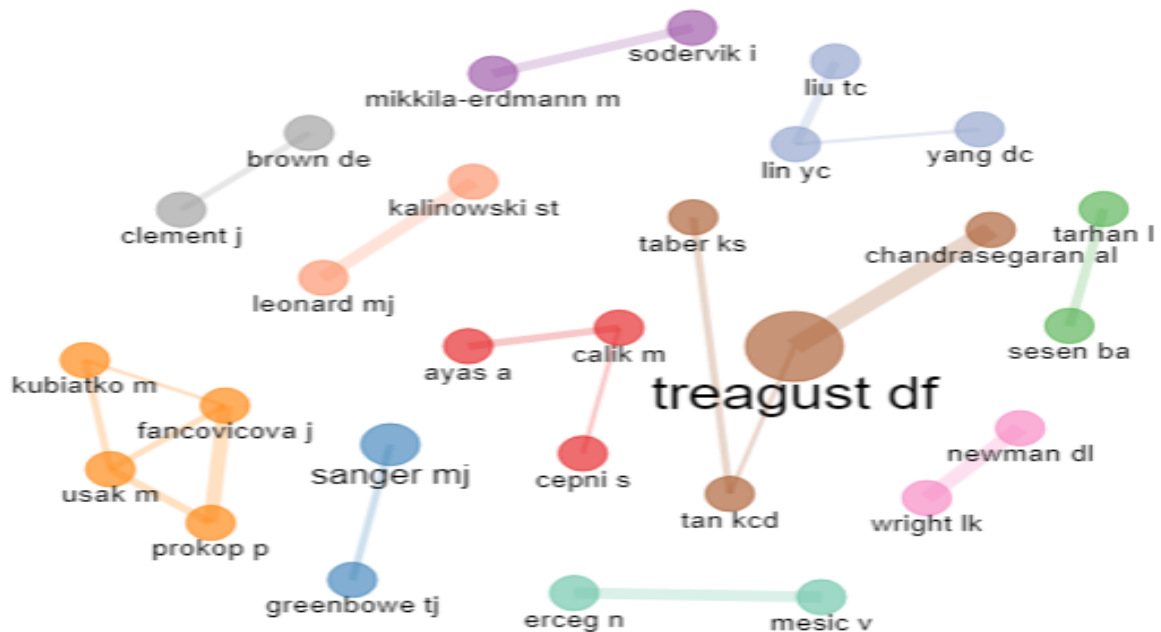 sodervik i
mikkila-erdmann m
liu tc
brown de
yang dc
lin yc
kalinowski st
clement j
taber ks
tarhan l
chandrasegaran al
leonard mj
calik m
sesen ba
ayas a
kubiatko m
treagust df
fancovicova j
newman dl
sanger mj
cepni s
usak m
tan kcd
wright lk
prokop p
greenbowe tj
erceg n
mesic v